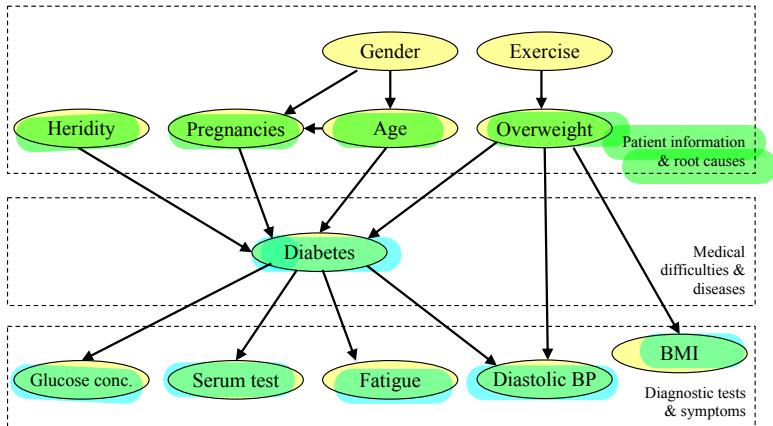 Gender
Exercise
Heridity
Pregnancies
Age
Overweight
Patient information
& root causes
Diabetes
Medical
difficulties &
diseases
Glucose conc.
Serum test
Fatigue
Diastolic BP
BMI
Diagnostic tests
& symptoms